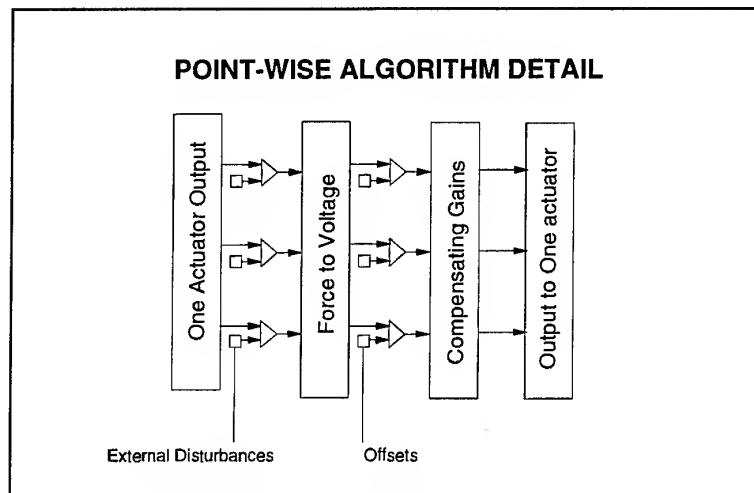 POINT-WISE ALGORITHM DETAIL
One Actuator Output
Force to Voltage
Compensating Gains
Output to One actuator
External Disturbances
Offsets